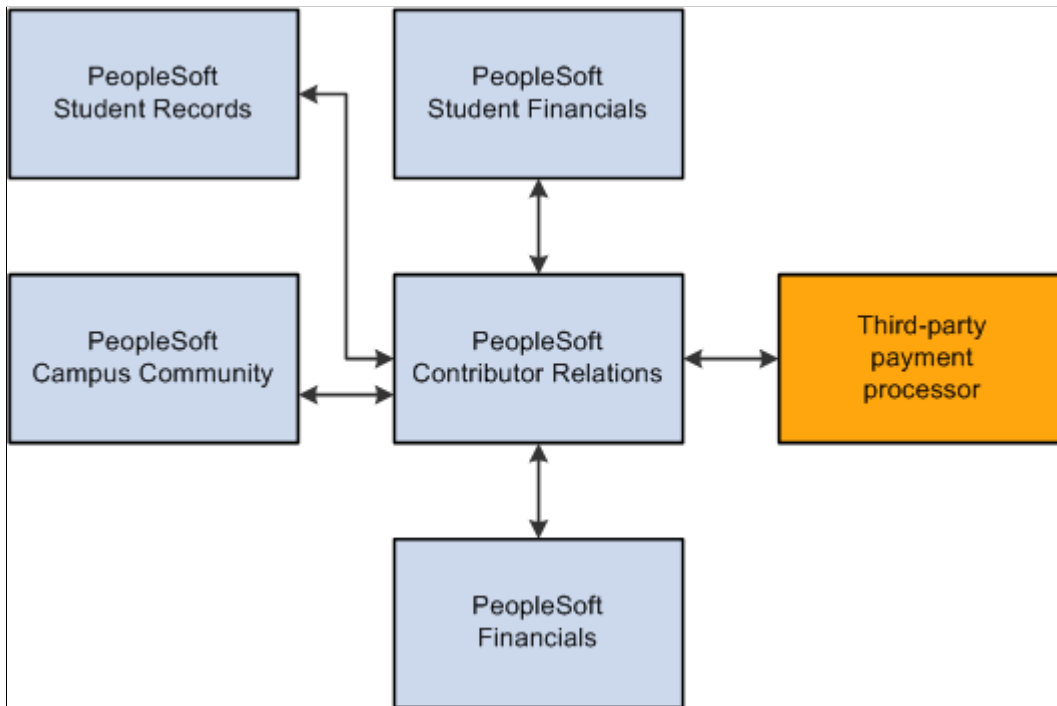 PeopleSoft
Student Records
PeopleSoft
Student Financials
PeopleSoft
Campus Community
PeopleSoft
Contributor Relations
Third-party
payment
processor
PeopleSoft
Financials